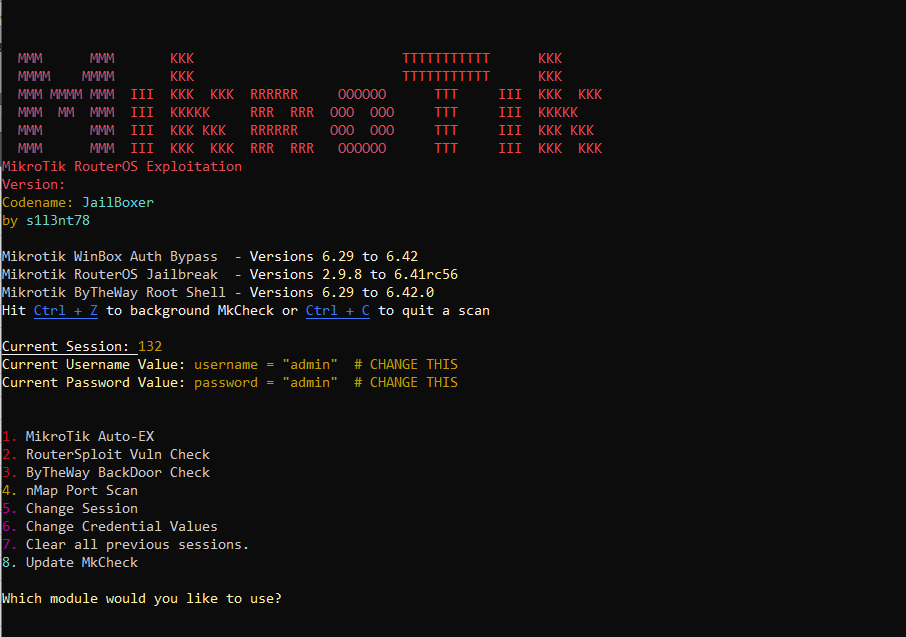 MMM      MMM       KKK                          TTTTTTTTTTT      KKK
MMMM    MMMM       KKK                          TTTTTTTTTTT      KKK
MMM MMMM MMM  III  KKK  KKK  RRRRRR     OOOOOO      TTT     III  KKK  KKK
MMM  MM  MMM  III  KKKKK     RRR  RRR  OOO  OOO     TTT     III  KKKKK
MMM      MMM  III  KKK KKK   RRRRRR    OOO  OOO     TTT     III  KKK KKK
MMM      MMM  III  KKK  KKK  RRR  RRR   OOOOOO      TTT     III  KKK  KKK
MikroTik RouterOS Exploitation
Version:
Codename: JailBoxer
by s1l3nt78
Mikrotik WinBox Auth Bypass  - Versions 6.29 to 6.42
Mikrotik RouterOS Jailbreak  - Versions 2.9.8 to 6.41rc56
Mikrotik ByTheWay Root Shell - Versions 6.29 to 6.42.0
Hit Ctrl + Z to background MkCheck or Ctrl + C to quit a scan
Current Session: 132
Current Username Value: username = "admin"  # CHANGE THIS
Current Password Value: password = "admin"  # CHANGE THIS
1. MikroTik Auto-EX
2. RouterSploit Vuln Check
3. ByTheWay BackDoor Check
4. nMap Port Scan
5. Change Session
6. Change Credential Values
7. Clear all previous sessions.
8. Update MkCheck
Which module would you like to use?